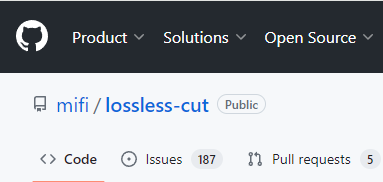 Product Solutions Open Source
mifi / lossless-cut Public
Code Issues 187 Pull requests 5